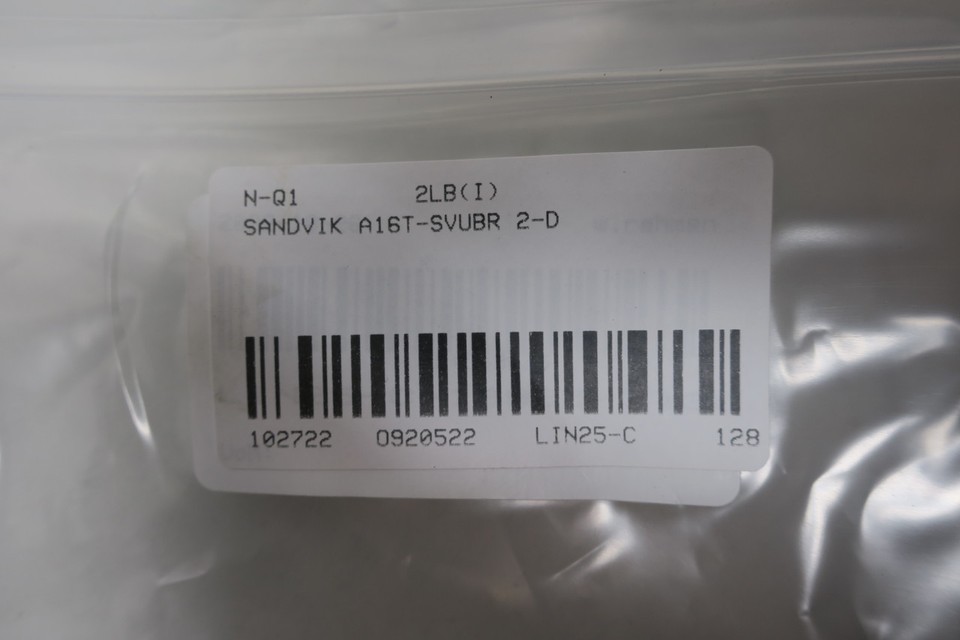 N-Q1 2LB(I)
SANDVIK A16T-SVUBR 2-D
102722 0920522 LIN25-C 128